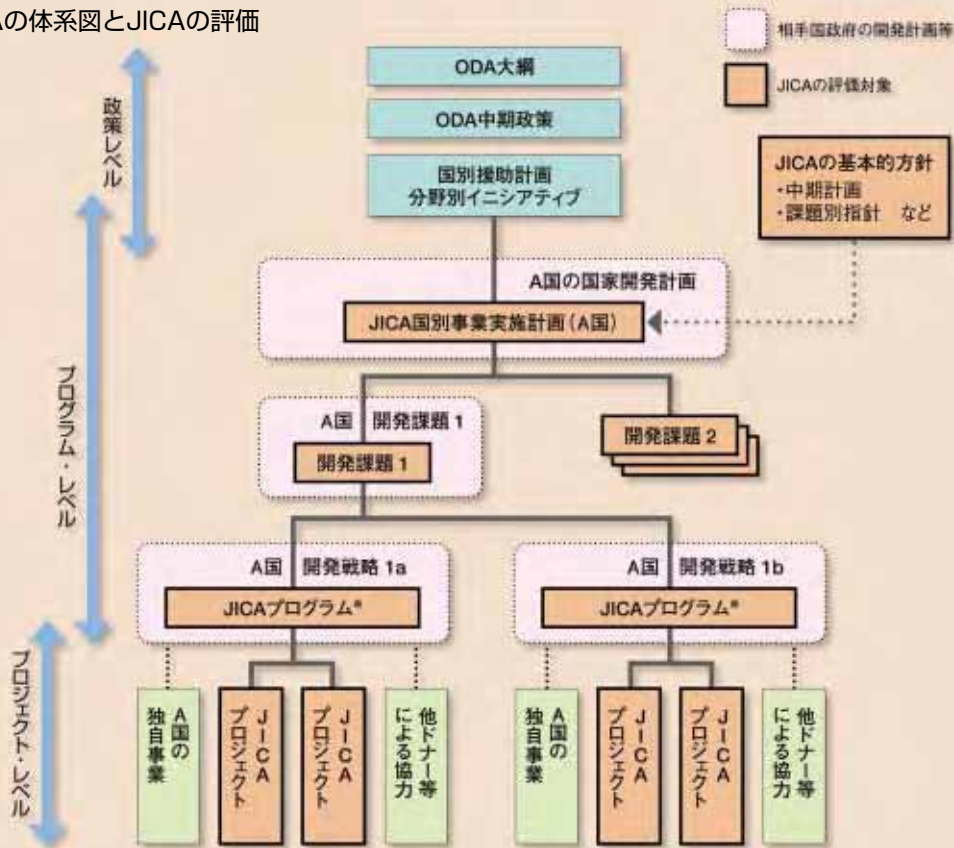 Aの体系図とJICAの評価
相手国政府の開発計画等
JICAの評価対象
政策レベル
ODA大綱
ODA中期政策
国別援助計画
分野別イニシアティブ
JICAの基本的方針
・中期計画
・課題別指針 など
A国の国家開発計画
JICA国別事業実施計画(A国)
プログラム・レベル
A国 開発課題 1
開発課題 1
開発課題 2
A国 開発戦略 1a
JICAプログラム*
A国 開発戦略 1b
JICAプログラム*
プロジェクト・レベル
A国の
独自事業
JICA
プロジェクト
JICA
プロジェクト
他ドナー等
による協力
A国の
独自事業
JICA
プロジェクト
JICA
プロジェクト
他ドナー等
による協力